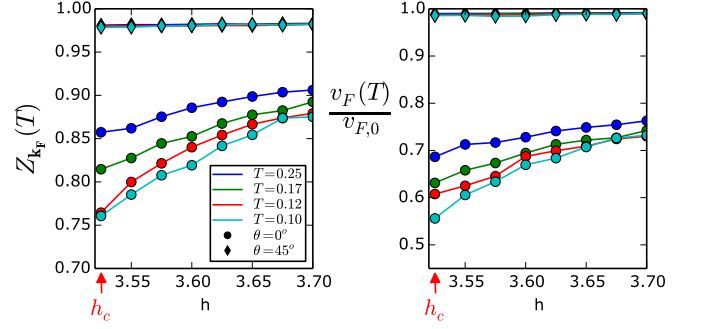 1.00
0.95
0.90
0.85
0.80
0.75
0.70
Z_{k_F}(T)
3.55 3.60 3.65 3.70
h
h_c
T=0.25
T=0.17
T=0.12
T=0.10
θ=0°
θ=45°
1.0
0.9
0.8
0.7
0.6
0.5
v_F(T)
v_{F,0}
3.55 3.60 3.65 3.70
h
h_c